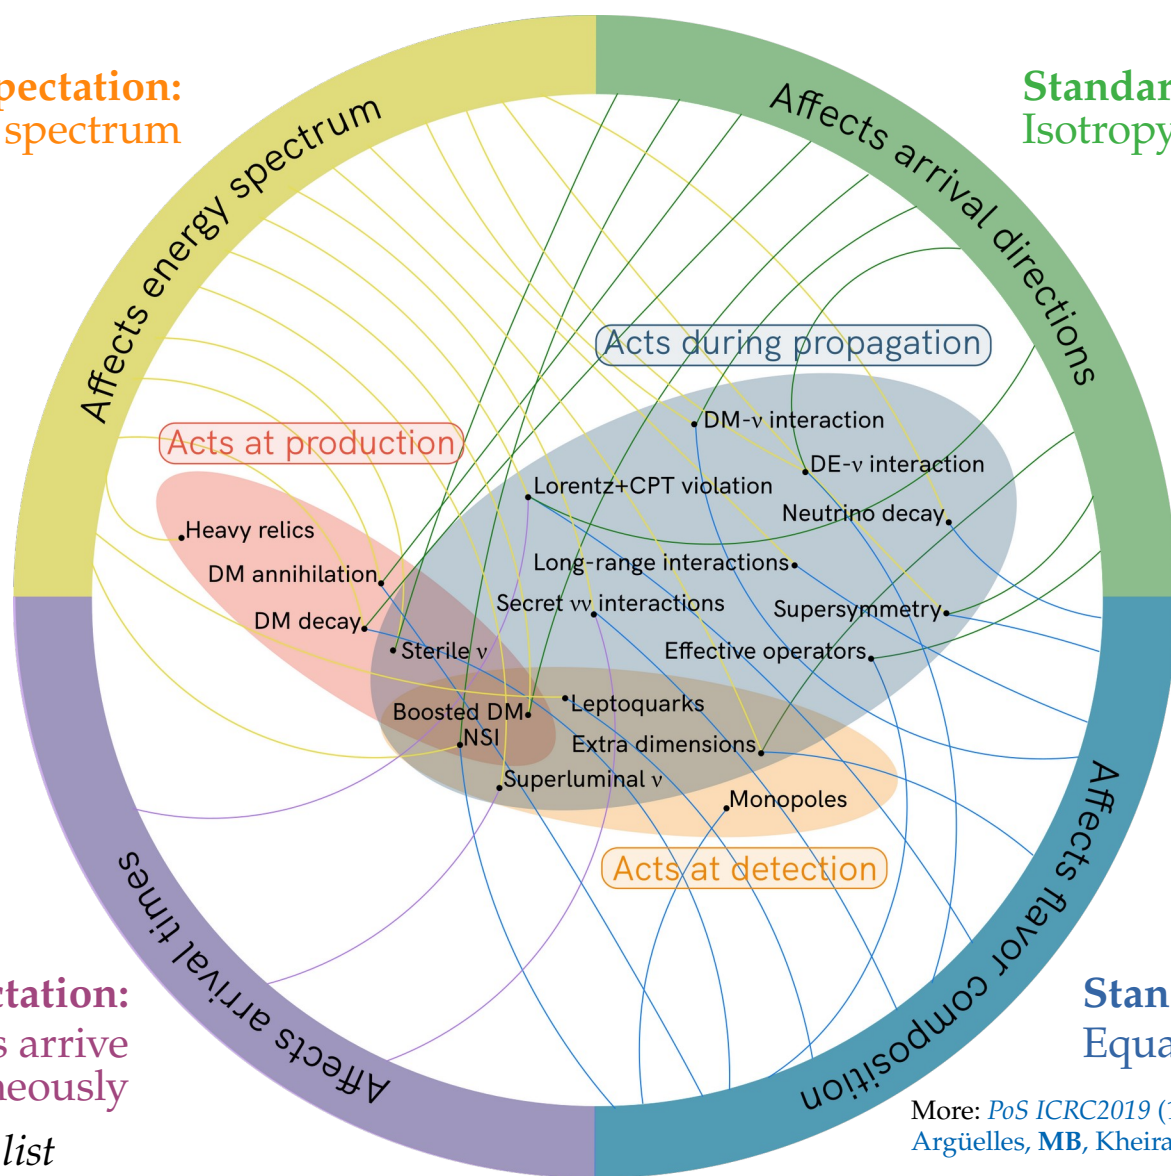 spectrum
Standar
Isotropy
Affects energy spectrum
Affects arrival directions
Acts during propagation
DM-ν interaction
Acts at production
DE-ν interaction
Lorentz+CPT violation
Neutrino decay
Heavy relics
Long-range interactions
DM annihilation
Secret νν interactions
Supersymmetry
DM decay
Sterile ν
Effective operators
Leptoquarks
Boosted DM
NSI
Extra dimensions
Superluminal ν
Monopoles
Acts at detection
Affects arrival times
Affects flavor composition
ctation:
s arrive
neously
list
Stan
Equa
More: PoS ICRC2019 (1
Argüelles, MB, Kheira